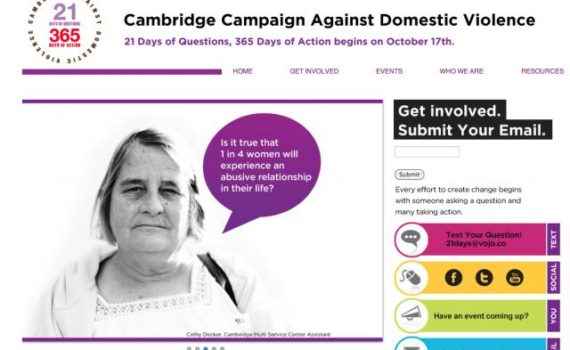 21
DAYS OF QUESTIONS
365
DAYS OF ACTION
Cambridge Campaign Against Domestic Violence
21 Days of Questions, 365 Days of Action begins on October 17th.
HOME
GET INVOLVED
EVENTS
WHO WE ARE
RESOURCES
Is it true that
1 in 4 women will
experience an
abusive relationship
in their life?
Cathy Decker, Cambridge Multi Service Center Assistant
Get involved.
Submit Your Email.
Submit
Every effort to create change begins
with someone asking a question and
many taking action.
Text Your Question!
21days@vojo.co
TEXT
f
t
You
Tube
SOCIAL
Have an event coming up?
YOU